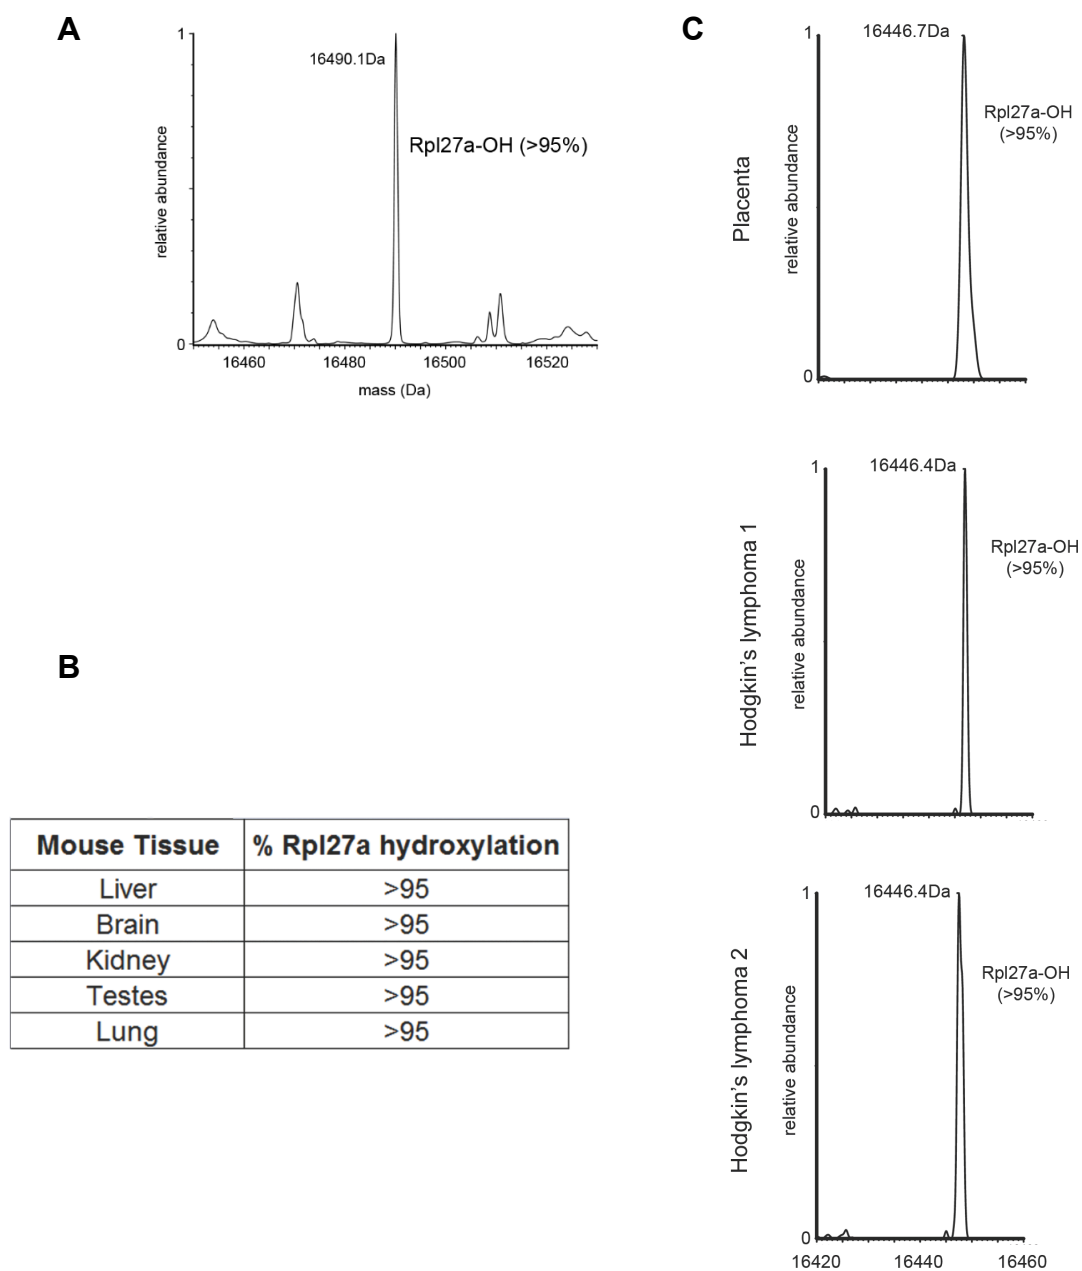 A
1
16490.1Da
Rpl27a-OH (>95%)
relative abundance
0
16460 16480 16500 16520
mass (Da)
B
Mouse Tissue % Rpl27a hydroxylation
Liver >95
Brain >95
Kidney >95
Testes >95
Lung >95
C
Placenta
1
16446.7Da
Rpl27a-OH
(>95%)
relative abundance
0
Hodgkin's lymphoma 1
1
16446.4Da
Rpl27a-OH
(>95%)
relative abundance
0
Hodgkin's lymphoma 2
1
16446.4Da
Rpl27a-OH
(>95%)
relative abundance
0
16420 16440 16460